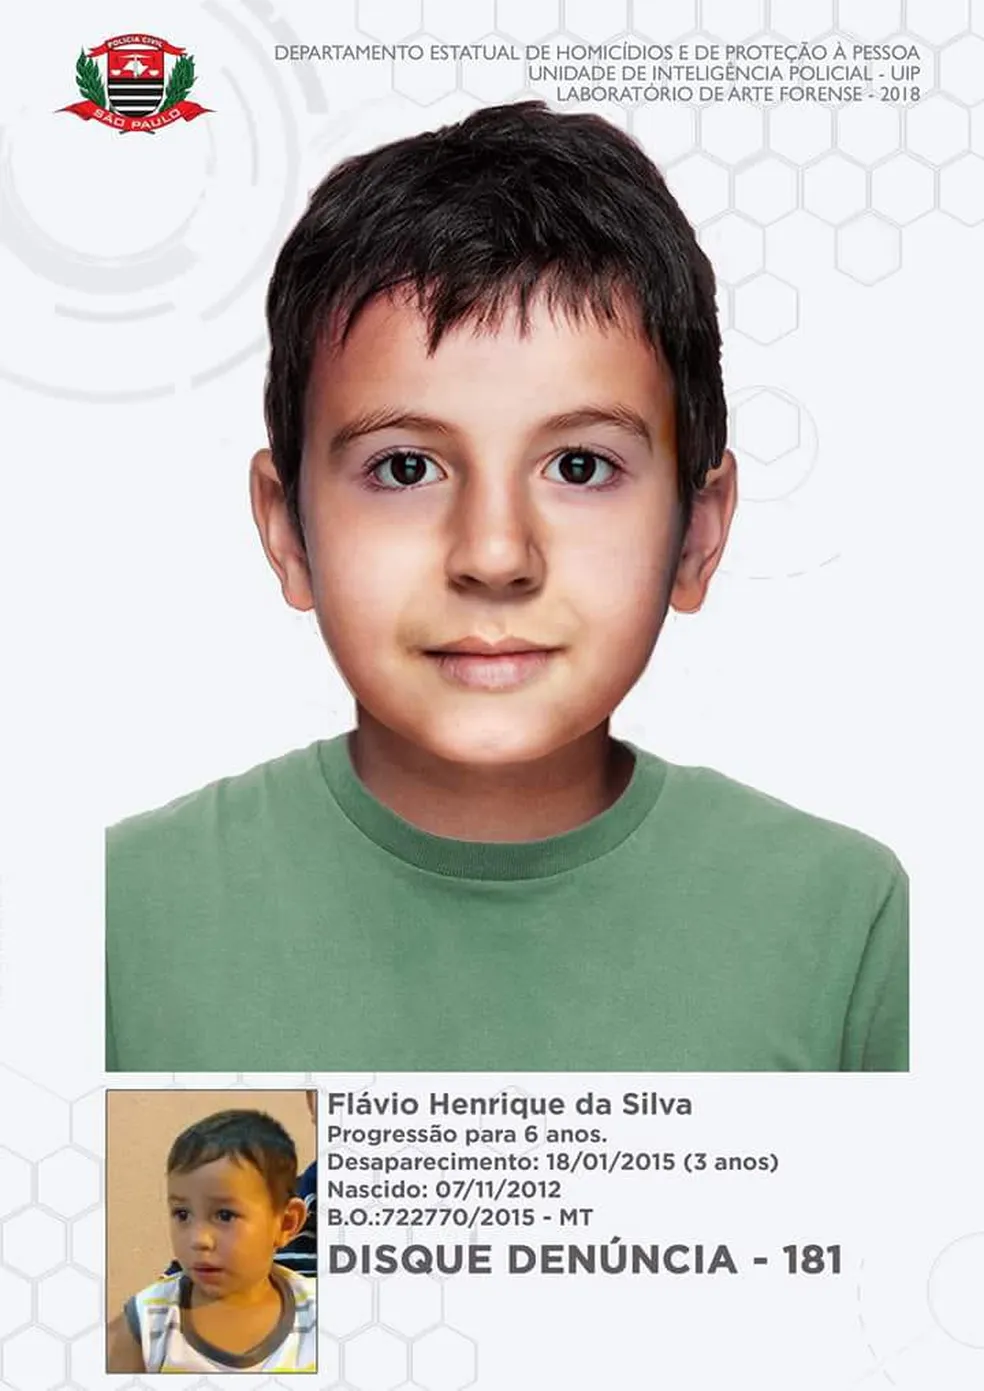 POLÍCIA CIVIL
SÃO PAULO
DEPARTAMENTO ESTATUAL DE HOMICÍDIOS E DE PROTEÇÃO À PESSOA
UNIDADE DE INTELIGÊNCIA POLICIAL - UIP
LABORATÓRIO DE ARTE FORENSE - 2018
Flávio Henrique da Silva
Progressão para 6 anos.
Desaparecimento: 18/01/2015 (3 anos)
Nascido: 07/11/2012
B.O.:722770/2015 - MT
DISQUE DENÚNCIA - 181